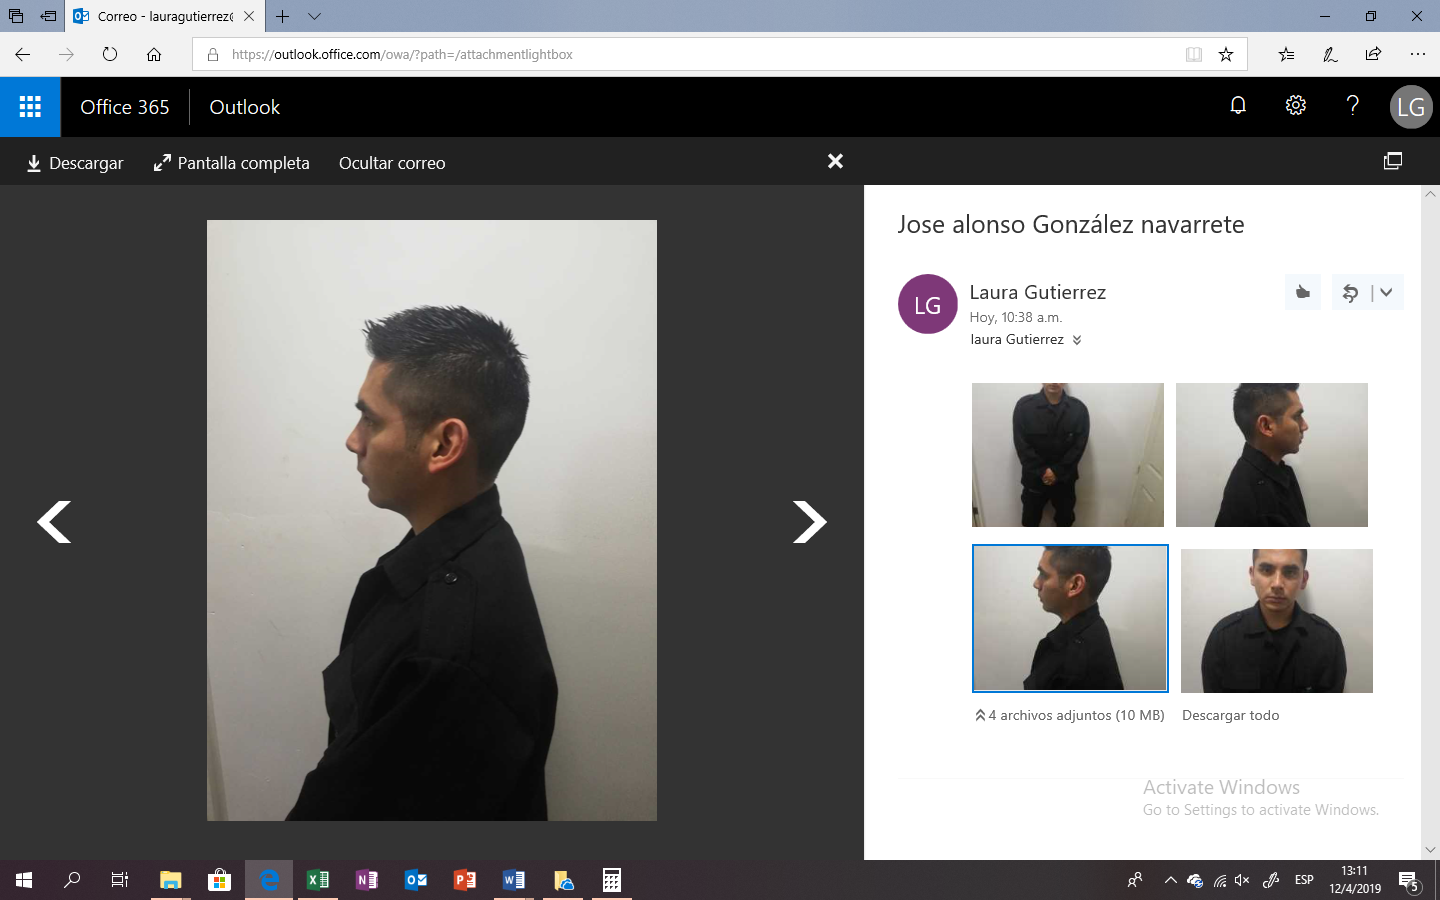 Correo - lauragutierrez@
https://outlook.office.com/owa/?path=/attachmentlightbox
Office 365
Outlook
LG
Descargar
Pantalla completa
Ocultar correo
Jose alonso González navarrete
LG
Laura Gutierrez
Hoy, 10:38 a.m.
laura Gutierrez
4 archivos adjuntos (10 MB)
Descargar todo
Activate Windows
Go to Settings to activate Windows.
ESP
13:11
12/4/2019
5